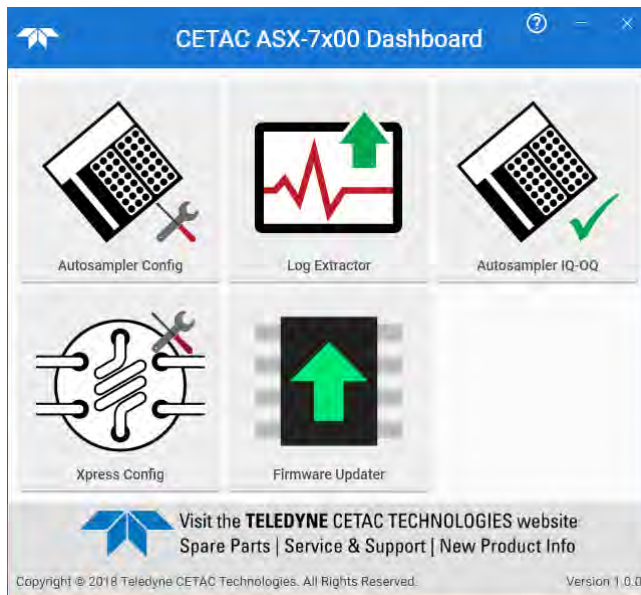 CETAC ASX-7x00 Dashboard
?
Autosampler Config
Log Extractor
Autosampler IQ-OQ
Xpress Config
Firmware Updater
Visit the TELEDYNE CETAC TECHNOLOGIES website
Spare Parts | Service & Support | New Product Info
Copyright © 2018 Teledyne CETAC Technologies. All Rights Reserved.
Version 1.0.0